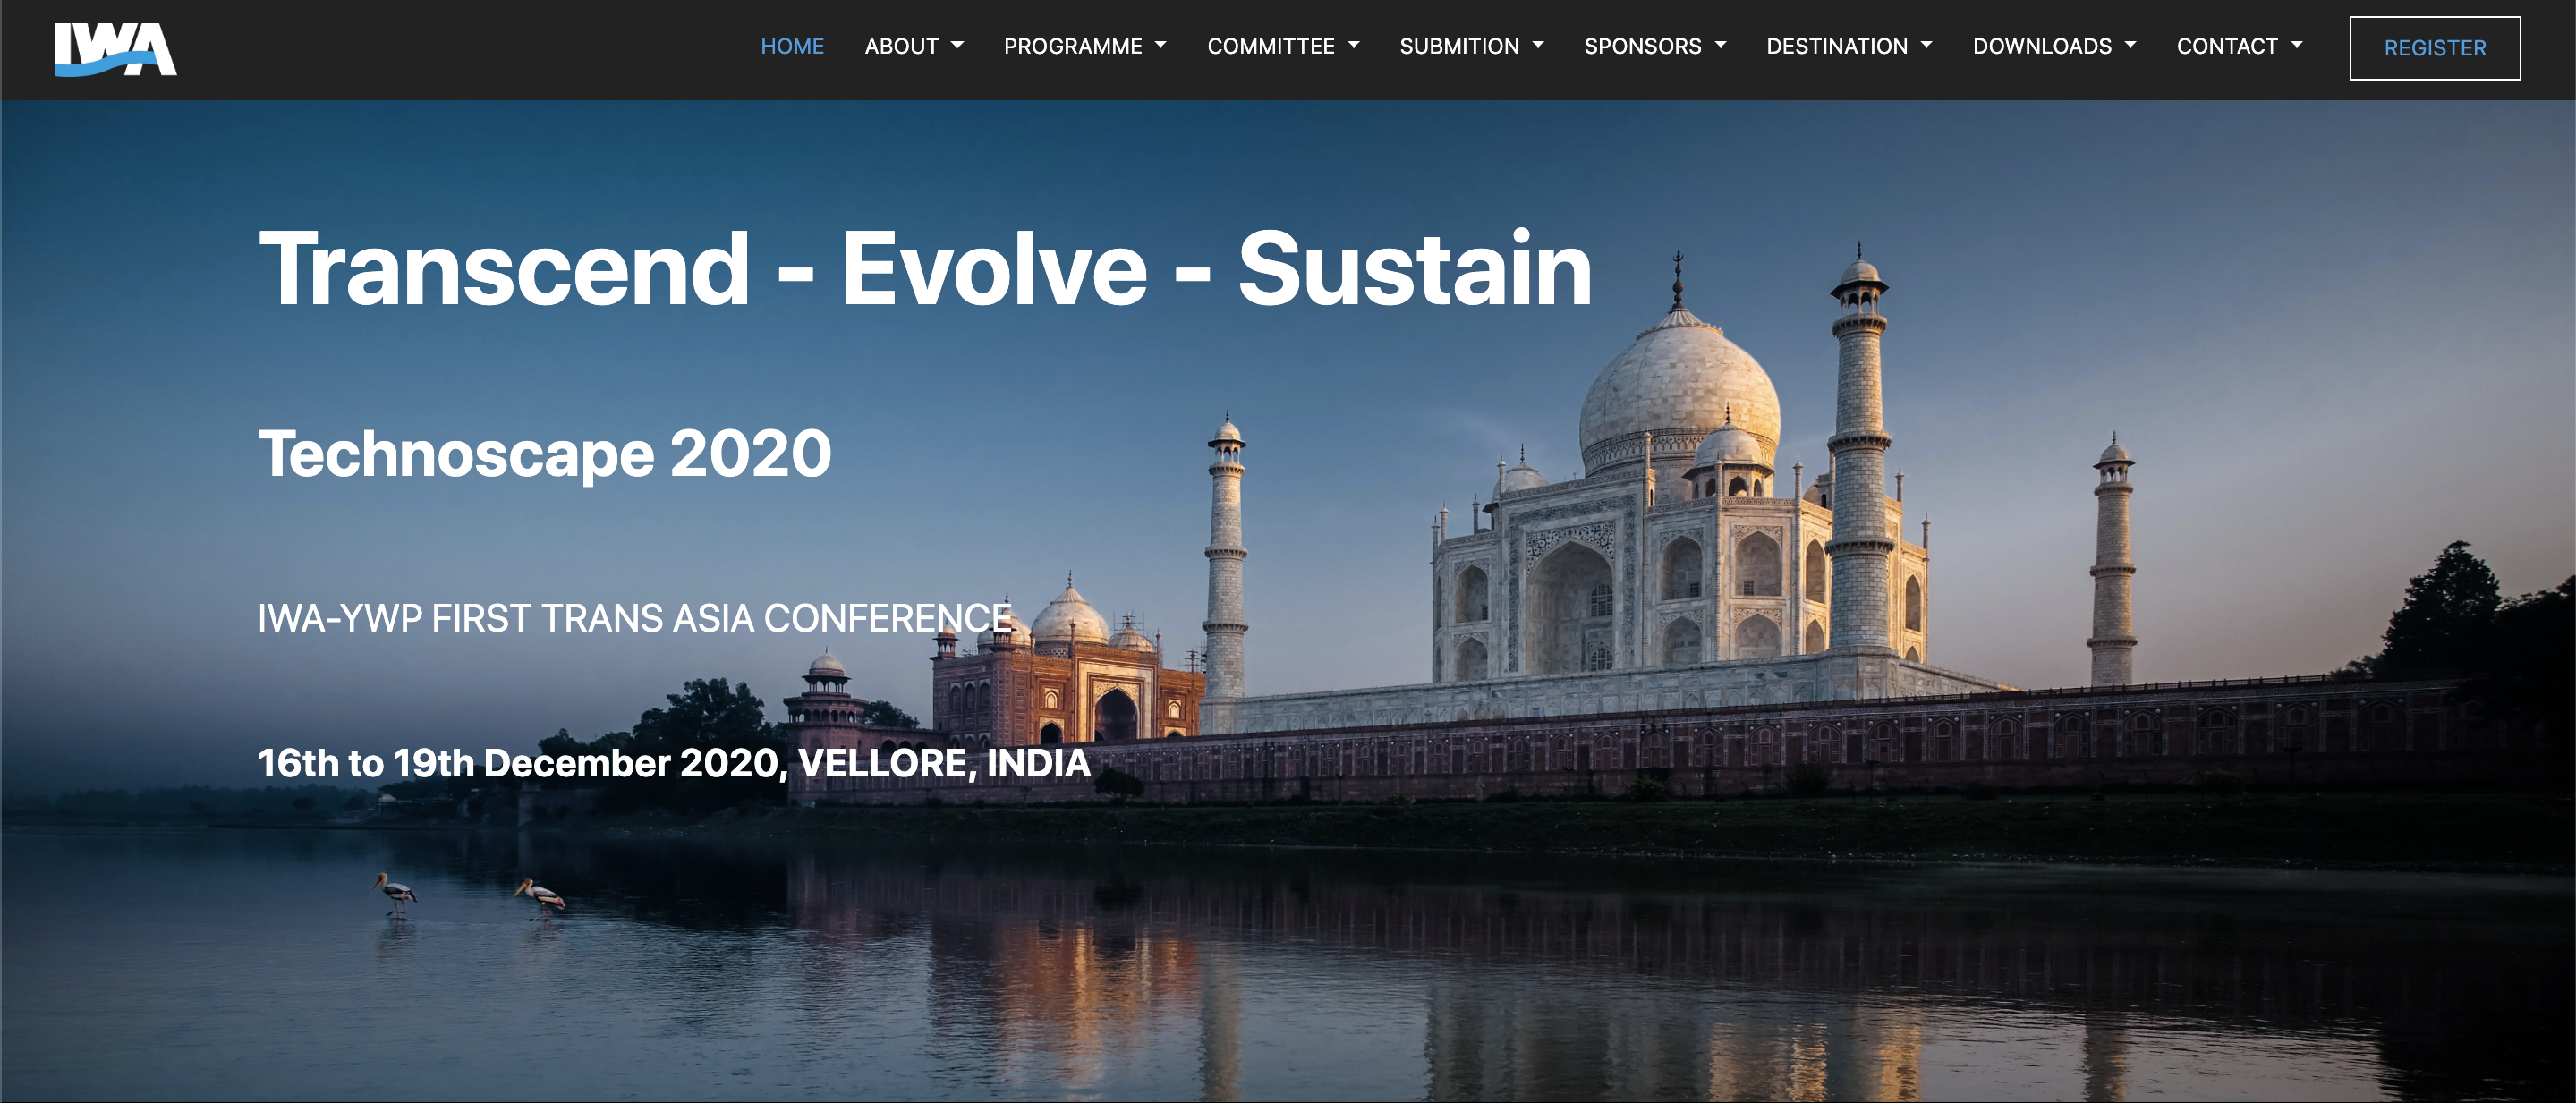 IWA
HOME ABOUT PROGRAMME COMMITTEE SUBMITION SPONSORS DESTINATION DOWNLOADS CONTACT REGISTER
Transcend - Evolve - Sustain
Technoscape 2020
IWA-YWP FIRST TRANS ASIA CONFERENCE
16th to 19th December 2020, VELLORE, INDIA